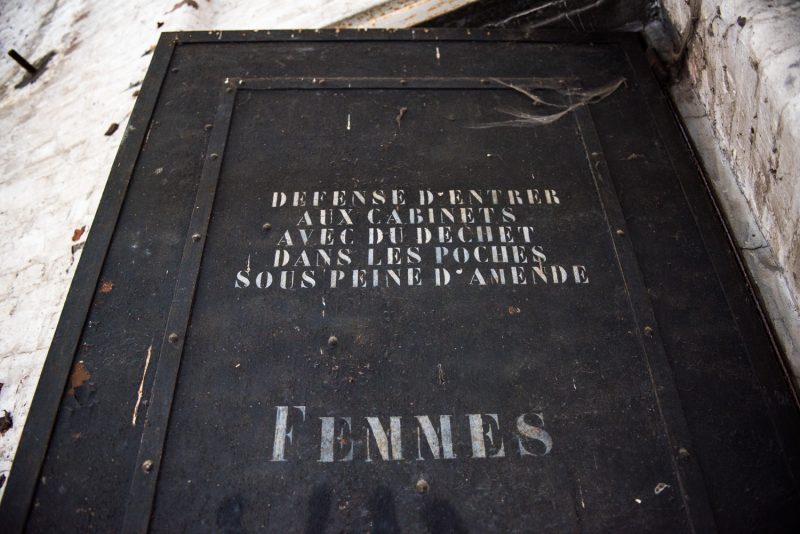 DEFENSE D'ENTRER
AUX CABINETS
AVEC DU DECHET
DANS LES POCHES
SOUS PEINE D'AMENDE
FEMMES